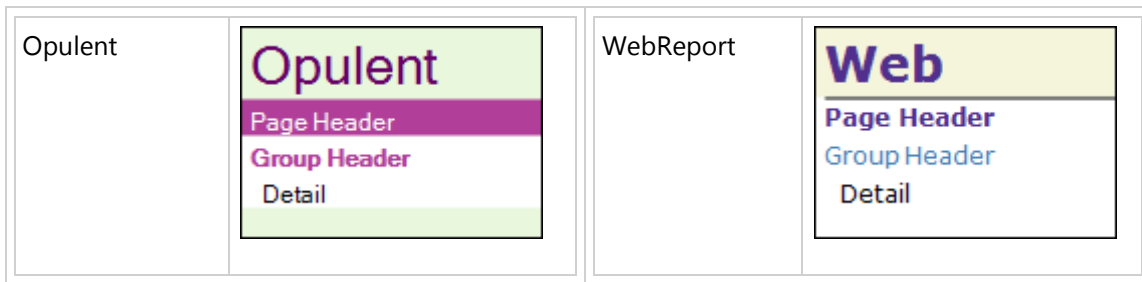 Opulent
Opulent
Page Header
Group Header
Detail
WebReport
Web
Page Header
Group Header
Detail